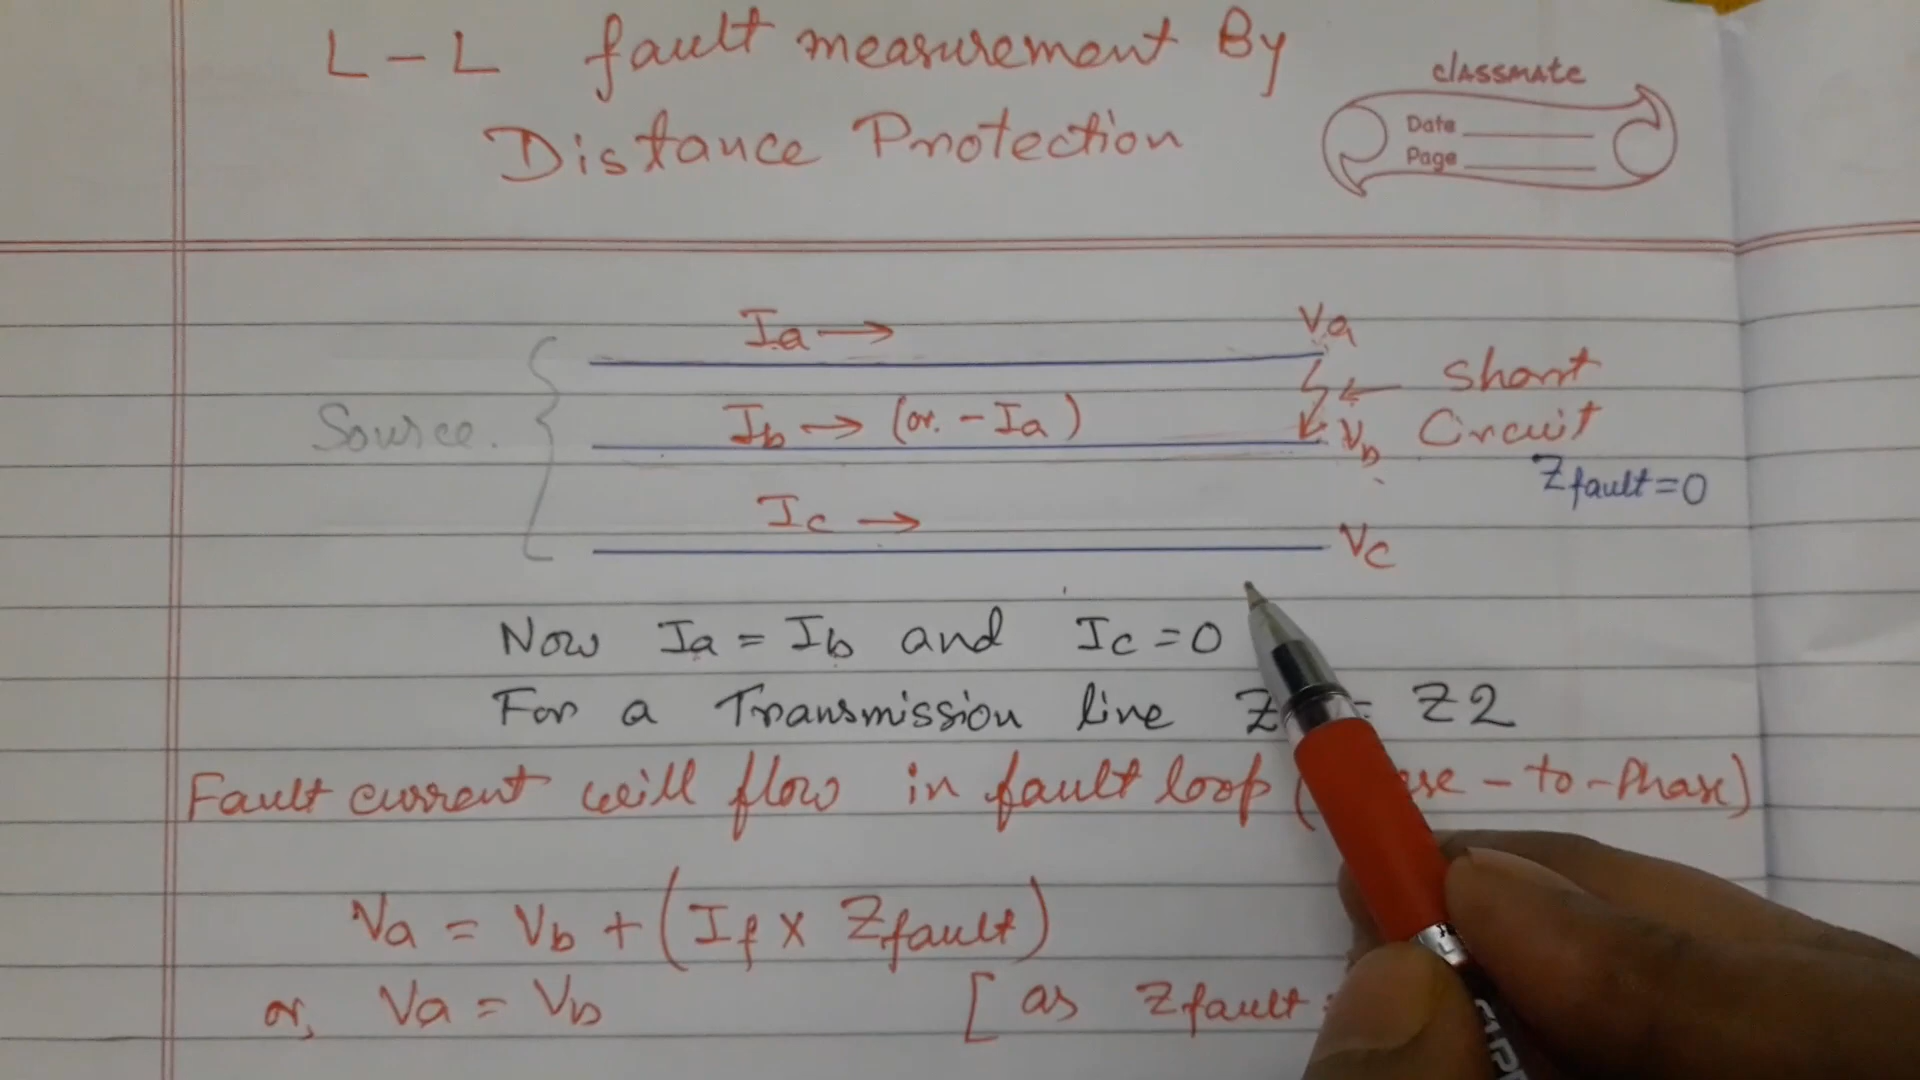 L-L fault measurement By
Distance Protection
classmate
Date
Page
Ia → Va
Short
Source. Ib → (or. -Ia) Vb Circuit
Zfault=0
Ic → Vc
Now Ia = Ib and Ic = 0
For a Transmission line Z = Z2
Fault current will flow in fault loop ( -to-Phase)
Va = Vb + (If x Zfault)
or, Va = Vb [as Zfault